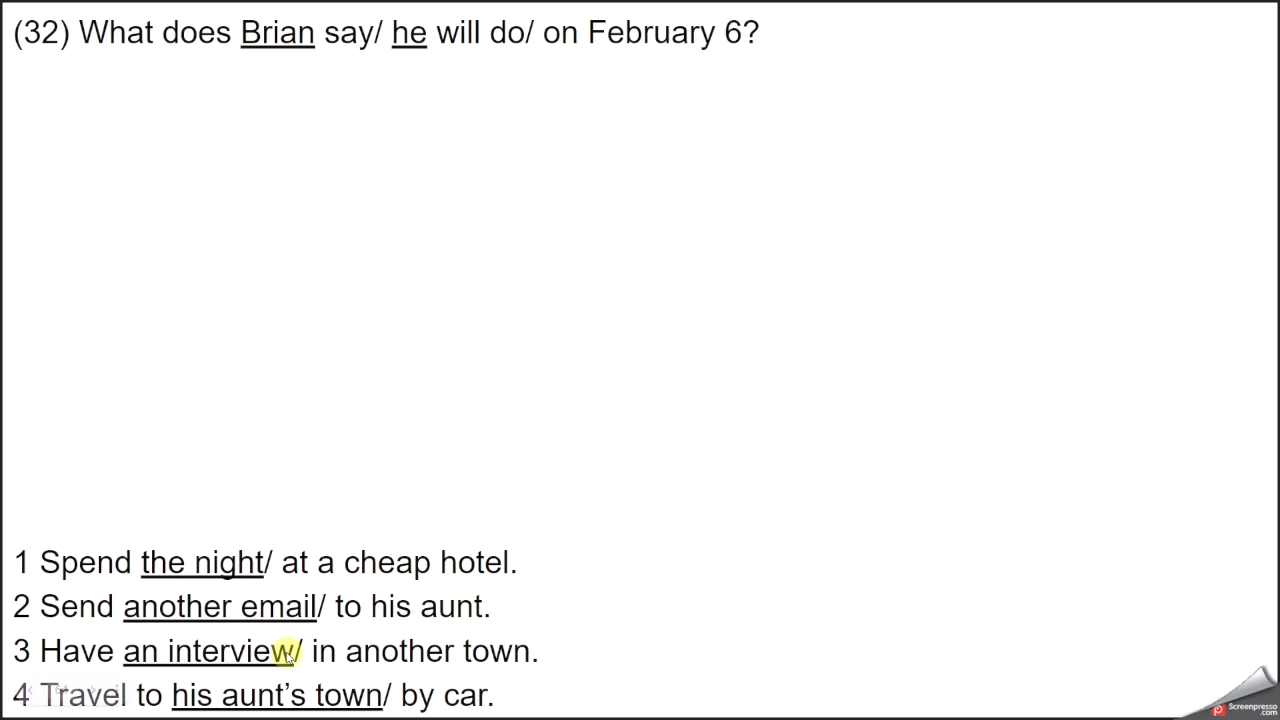 (32) What does Brian say/ he will do/ on February 6?
1 Spend the night/ at a cheap hotel.
2 Send another email/ to his aunt.
3 Have an interview/ in another town.
4 Travel to his aunt’s town/ by car.
Screenpresso
.com